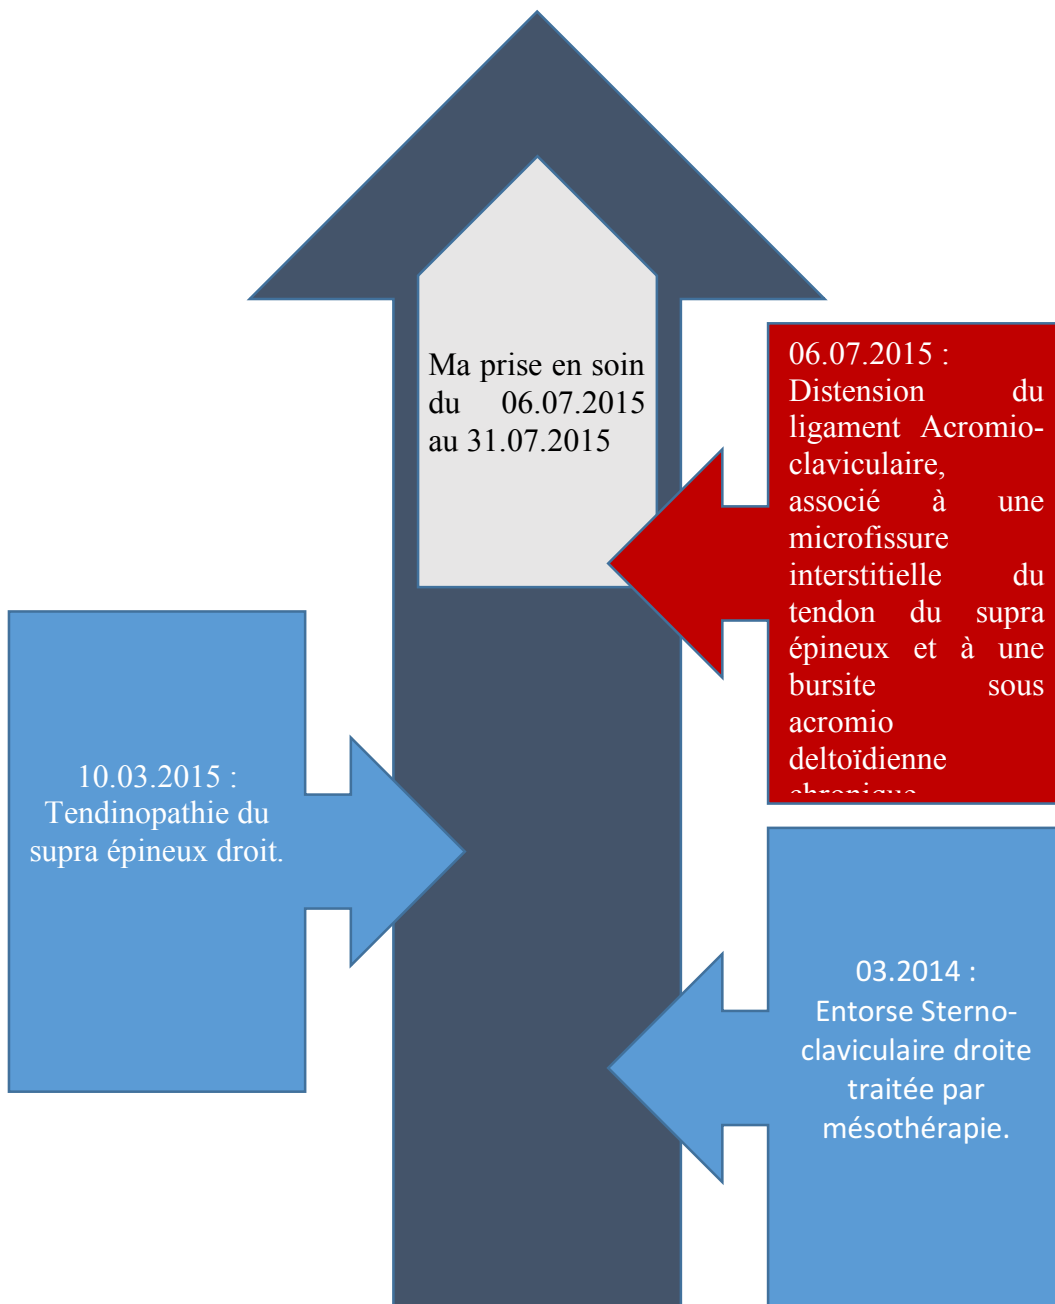 Ma prise en soin
du 06.07.2015
au 31.07.2015
06.07.2015 :
Distension du
ligament Acromio-
claviculaire,
associé à une
microfissure
interstitielle du
tendon du supra
épineux et à une
bursite sous
acromio
deltoïdienne
chronique
10.03.2015 :
Tendinopathie du
supra épineux droit.
03.2014 :
Entorse Sterno-
claviculaire droite
traitée par
mésothérapie.